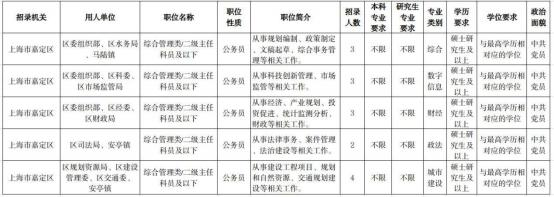 招录机关 用人单位 职位名称 职位性质 职位简介 招录人数 本科专业要求 研究生专业要求 专业类别 学历要求 学位要求 政治面貌
上海市嘉定区 区委组织部、区水务局、马陆镇 综合管理类/二级主任科员及以下 公务员 从事规划编制、政策制定、文稿起草、综合事务管理等相关工作。 3 不限 不限 综合 硕士研究生及以上 与最高学历相对应的学位 中共党员
上海市嘉定区 区委组织部、区科委、区市场监管局 综合管理类/二级主任科员及以下 公务员 从事科技创新管理、市场监管等相关工作。 3 不限 不限 数字信息 硕士研究生及以上 与最高学历相对应的学位 中共党员
上海市嘉定区 区委组织部、区经委、区财政局 综合管理类/二级主任科员及以下 公务员 从事经济、产业规划、投资促进、统计监测分析、财政等相关工作。 3 不限 不限 财经 硕士研究生及以上 与最高学历相对应的学位 中共党员
上海市嘉定区 区司法局、安亭镇 综合管理类/二级主任科员及以下 公务员 从事法律事务、案件管理、法治建设等相关工作。 2 不限 不限 政法 硕士研究生及以上 与最高学历相对应的学位 中共党员
上海市嘉定区 区规划资源局、区建设管理委、区交通委、安亭镇 综合管理类/二级主任科员及以下 公务员 从事建设工程项目、规划和自然资源、交通规划建设等相关工作。 4 不限 不限 城市建设 硕士研究生及以上 与最高学历相对应的学位 中共党员